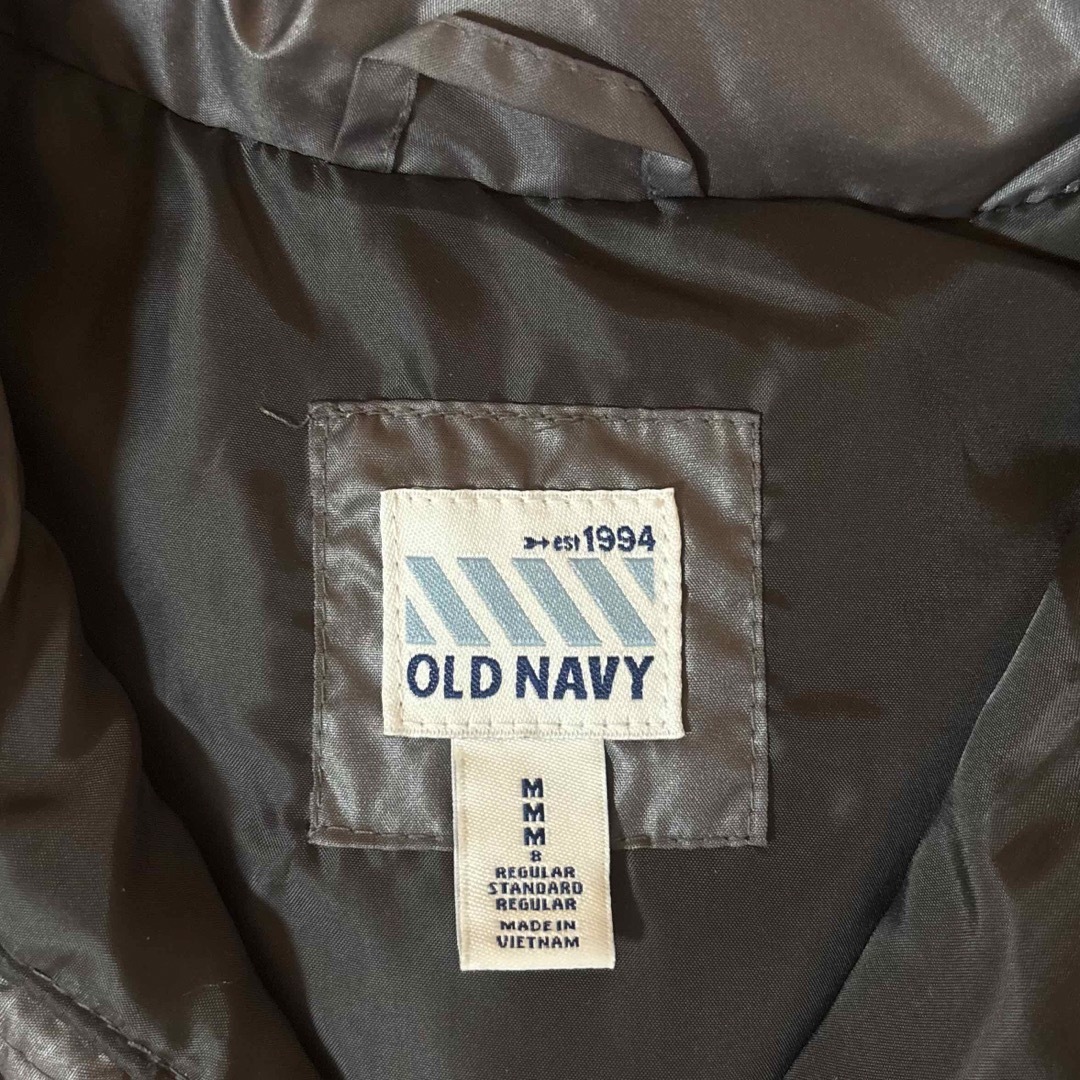 est 1994
OLD NAVY
M
M
M
8
REGULAR
STANDARD
REGULAR
MADE IN
VIETNAM